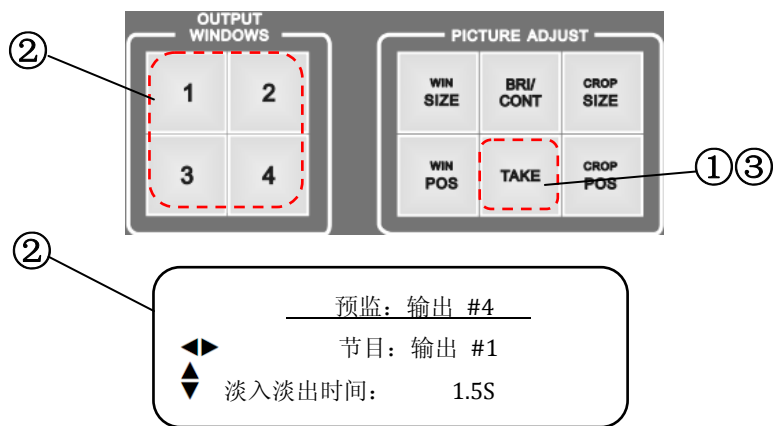 OUTPUT
WINDOWS
PICTURE ADJUST
②
1 2
WIN SIZE BRI/ CONT CROP SIZE
3 4
WIN POS TAKE CROP POS
①③
②
预监：输出 #4
节目：输出 #1
淡入淡出时间： 1.5S